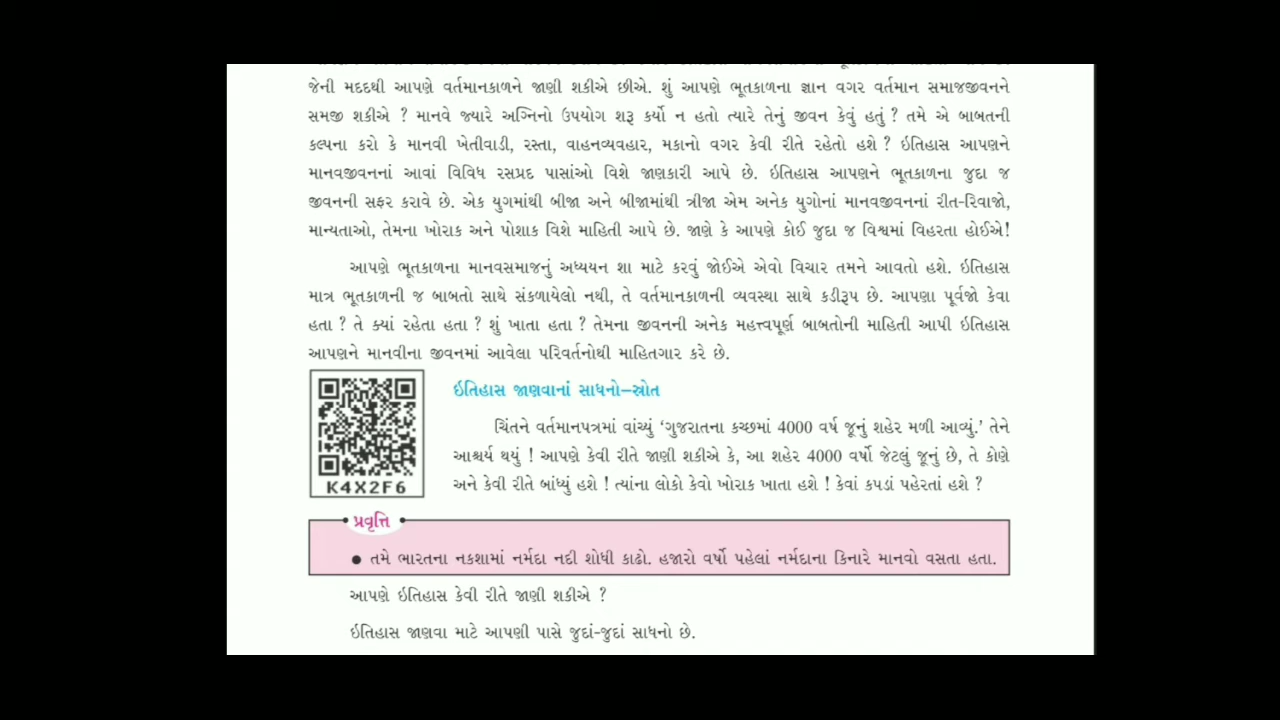 જેની મદદથી આપણે વર્તમાનકાળને જાણી શકીએ છીએ. શું આપણે ભૂતકાળના જ્ઞાન વગર વર્તમાન સમાજજીવનને
સમજી શકીએ ? માનવે જ્યારે અગ્નિનો ઉપયોગ શરૂ કર્યો ન હતો ત્યારે તેનું જીવન કેવું હતું ? તમે એ બાબતની
કલ્પના કરો કે માનવી ખેતીવાડી, રસ્તા, વાહનવ્યવહાર, મકાનો વગર કેવી રીતે રહેતો હશે ? ઇતિહાસ આપણને
માનવજીવનનાં આવાં વિવિધ રસપ્રદ પાસાંઓ વિશે જાણકારી આપે છે. ઇતિહાસ આપણને ભૂતકાળના જુદા જ
જીવનની સફર કરાવે છે. એક યુગમાંથી બીજા અને બીજામાંથી ત્રીજા એમ અનેક યુગોનાં માનવજીવનનાં રીત-રિવાજો,
માન્યતાઓ, તેમના ખોરાક અને પોશાક વિશે માહિતી આપે છે. જાણે કે આપણે કોઈ જુદા જ વિશ્વમાં વિહરતા હોઈએ!
આપણે ભૂતકાળના માનવસમાજનું અધ્યયન શા માટે કરવું જોઈએ એવો વિચાર તમને આવતો હશે. ઇતિહાસ
માત્ર ભૂતકાળની જ બાબતો સાથે સંકળાયેલો નથી, તે વર્તમાનકાળની વ્યવસ્થા સાથે કડીરૂપ છે. આપણા પૂર્વજો કેવા
હતા ? તે ક્યાં રહેતા હતા ? શું ખાતા હતા ? તેમના જીવનની અનેક મહત્ત્વપૂર્ણ બાબતોની માહિતી આપી ઇતિહાસ
આપણને માનવીના જીવનમાં આવેલા પરિવર્તનોથી માહિતગાર કરે છે.
ઇતિહાસ જાણવાનાં સાધનો–સ્રોત
ચિંતને વર્તમાનપત્રમાં વાંચ્યું ‘ગુજરાતના કચ્છમાં 4000 વર્ષ જૂનું શહેર મળી આવ્યું.’ તેને
આશ્ચર્ય થયું ! આપણે કેવી રીતે જાણી શકીએ કે, આ શહેર 4000 વર્ષો જેટલું જૂનું છે, તે કોણે
અને કેવી રીતે બાંધ્યું હશે ! ત્યાંના લોકો કેવો ખોરાક ખાતા હશે ! કેવાં કપડાં પહેરતાં હશે ?
K4X2F6
પ્રવૃત્તિ
● તમે ભારતના નકશામાં નર્મદા નદી શોધી કાઢો. હજારો વર્ષો પહેલાં નર્મદાના કિનારે માનવો વસતા હતા.
આપણે ઇતિહાસ કેવી રીતે જાણી શકીએ ?
ઇતિહાસ જાણવા માટે આપણી પાસે જુદાં-જુદાં સાધનો છે.